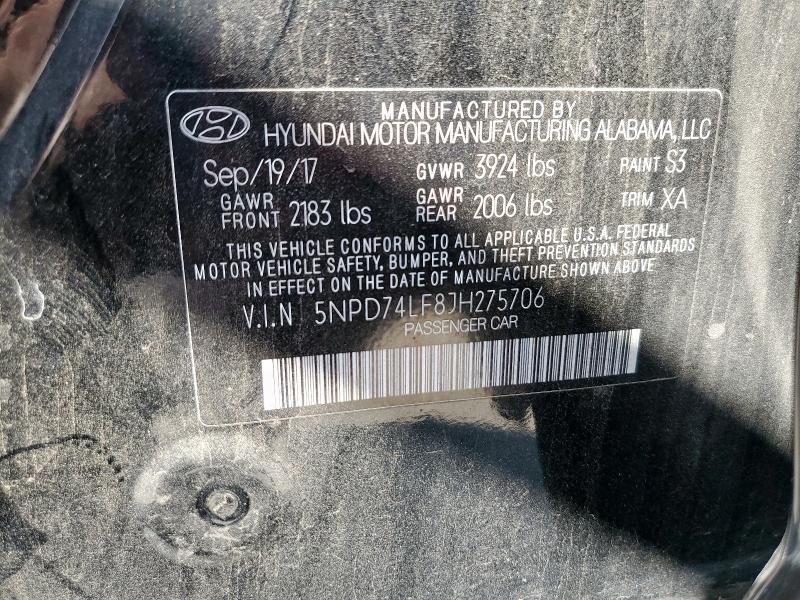 MANUFACTURED BY
HYUNDAI MOTOR MANUFACTURING ALABAMA, LLC
Sep/19/17 GVWR 3924 lbs PAINT S3
GAWR FRONT 2183 lbs GAWR REAR 2006 lbs TRIM XA
THIS VEHICLE CONFORMS TO ALL APPLICABLE U.S.A. FEDERAL
MOTOR VEHICLE SAFETY, BUMPER, AND THEFT PREVENTION STANDARDS
IN EFFECT ON THE DATE OF MANUFACTURE SHOWN ABOVE
V.I.N 5NPD74LF8JH275706
PASSENGER CAR